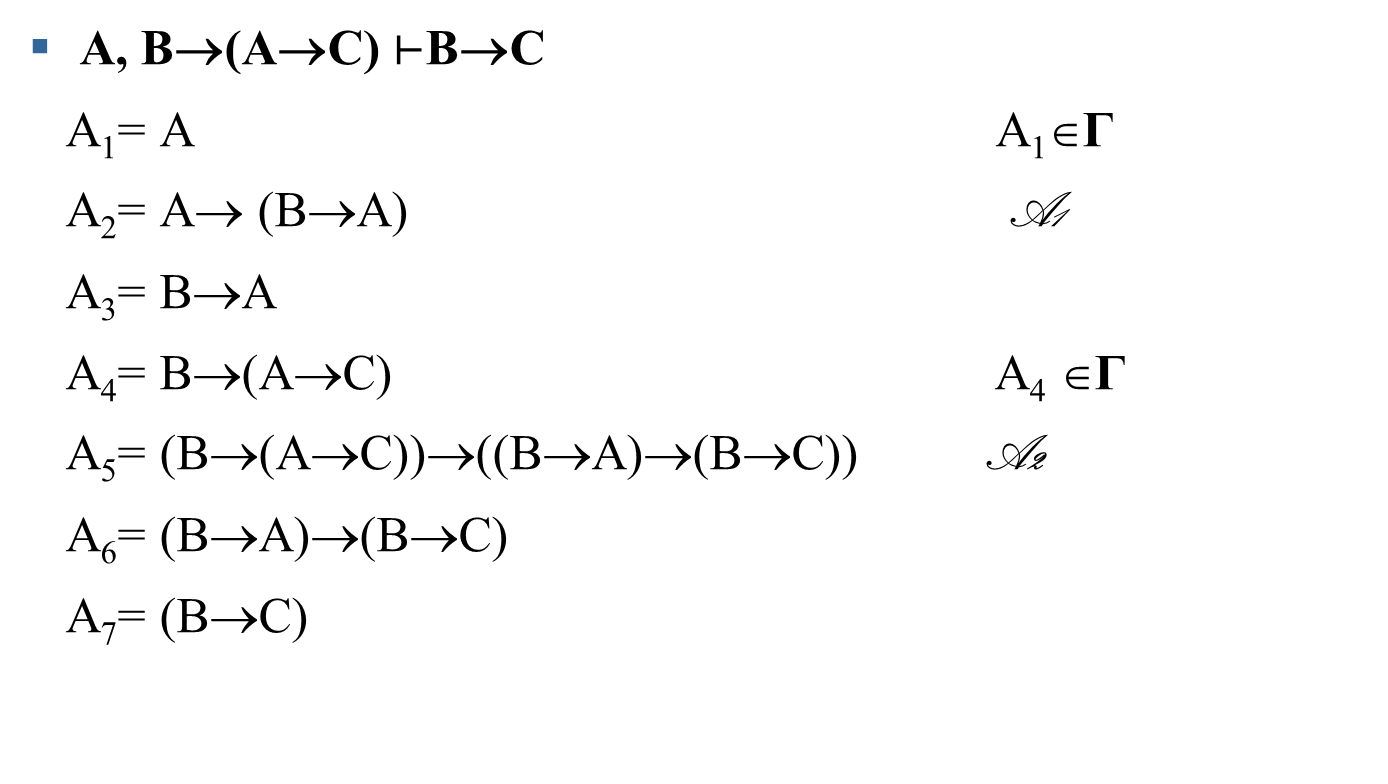 ▪ A, B→(A→C) ⊢B→C
A₁= A A₁∈Γ
A₂= A→ (B→A) 𝒜₁
A₃= B→A
A₄= B→(A→C) A₄ ∈Γ
A₅= (B→(A→C))→((B→A)→(B→C)) 𝒜₂
A₆= (B→A)→(B→C)
A₇= (B→C)